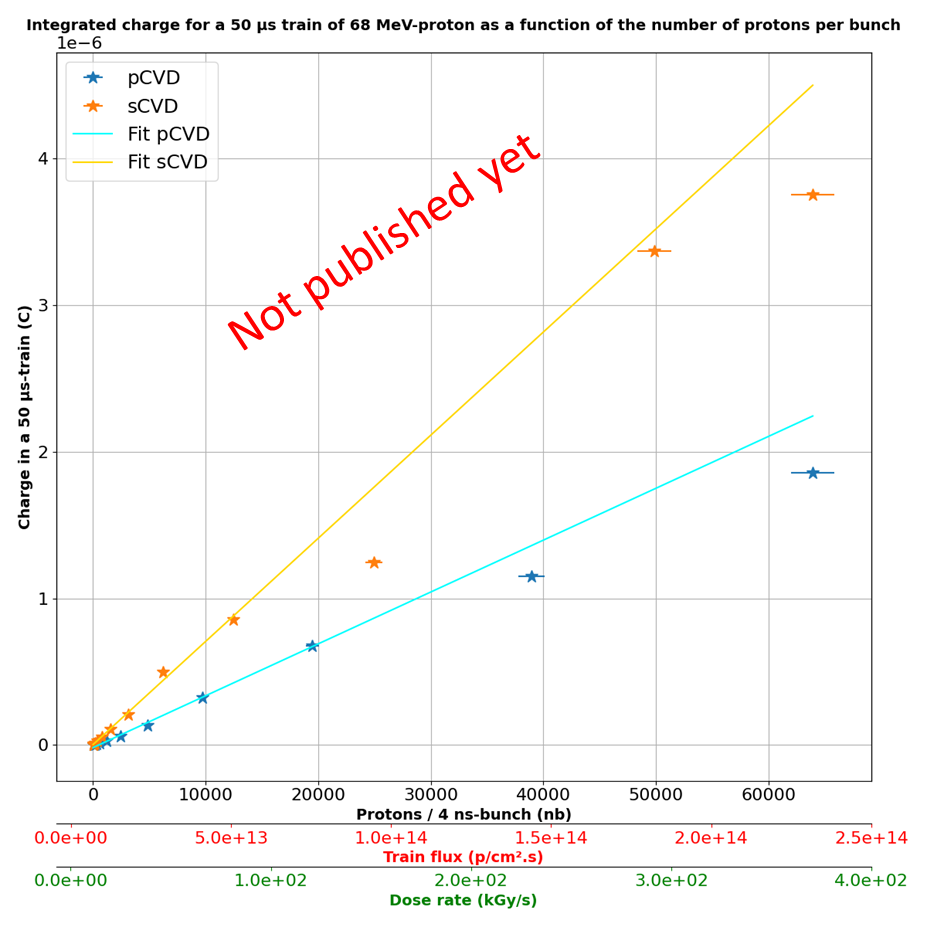 Integrated charge for a 50 µs train of 68 MeV-proton as a function of the number of protons per bunch
1e−6
pCVD
sCVD
Fit pCVD
Fit sCVD
Not published yet
4
3
2
1
0
Charge in a 50 µs-train (C)
0 10000 20000 30000 40000 50000 60000
Protons / 4 ns-bunch (nb)
0.0e+00 5.0e+13 1.0e+14 1.5e+14 2.0e+14 2.5e+14
Train flux (p/cm².s)
0.0e+00 1.0e+02 2.0e+02 3.0e+02 4.0e+02
Dose rate (kGy/s)